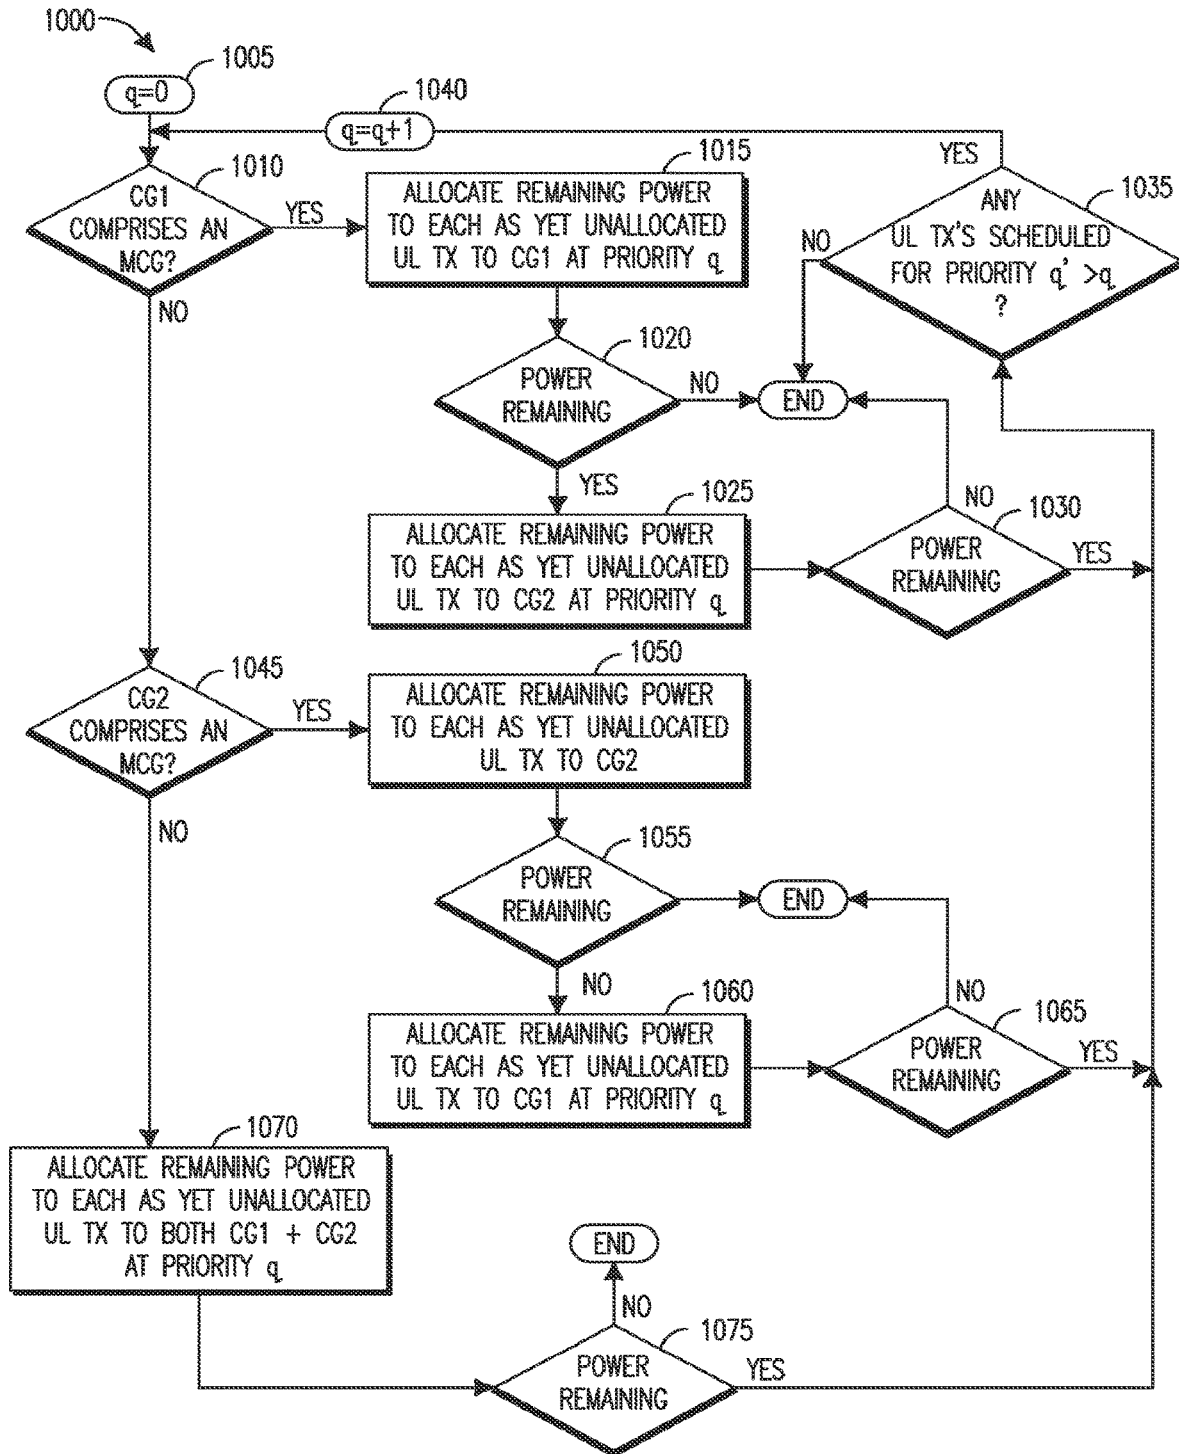 1000
1005
q=0
1040
q=q+1
1010
CG1
COMPRISES AN
MCG?
YES
NO
1015
ALLOCATE REMAINING POWER
TO EACH AS YET UNALLOCATED
UL TX TO CG1 AT PRIORITY q
YES
1035
ANY
UL TX'S SCHEDULED
FOR PRIORITY q' >q
?
NO
1020
POWER
REMAINING
NO
END
YES
1025
ALLOCATE REMAINING POWER
TO EACH AS YET UNALLOCATED
UL TX TO CG2 AT PRIORITY q
NO
1030
POWER
REMAINING
YES
1045
CG2
COMPRISES AN
MCG?
YES
NO
1050
ALLOCATE REMAINING POWER
TO EACH AS YET UNALLOCATED
UL TX TO CG2
1055
POWER
REMAINING
END
NO
1060
ALLOCATE REMAINING POWER
TO EACH AS YET UNALLOCATED
UL TX TO CG1 AT PRIORITY q
NO
1065
POWER
REMAINING
YES
1070
ALLOCATE REMAINING POWER
TO EACH AS YET UNALLOCATED
UL TX TO BOTH CG1 + CG2
AT PRIORITY q
END
NO
1075
POWER
REMAINING
YES